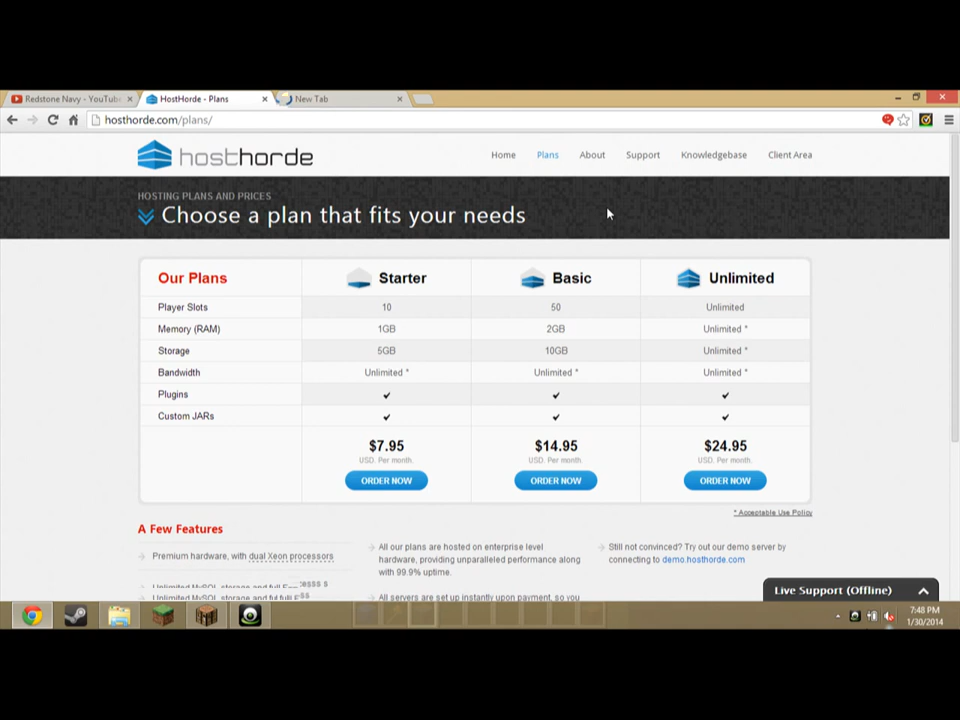 Redstone Navy - YouTube
HostHorde - Plans
New Tab
hosthorde.com/plans/
hosthorde
Home Plans About Support Knowledgebase Client Area
HOSTING PLANS AND PRICES
Choose a plan that fits your needs
Our Plans Starter Basic Unlimited
Player Slots 10 50 Unlimited
Memory (RAM) 1GB 2GB Unlimited *
Storage 5GB 10GB Unlimited *
Bandwidth Unlimited * Unlimited * Unlimited *
Plugins ✔ ✔ ✔
Custom JARs ✔ ✔ ✔
$7.95 $14.95 $24.95
USD. Per month. USD. Per month. USD. Per month.
ORDER NOW ORDER NOW ORDER NOW
* Acceptable Use Policy
A Few Features
Premium hardware, with dual Xeon processors
Unlimited MySQL storage and full
All our plans are hosted on enterprise level
hardware, providing unparalleled performance along
with 99.9% uptime.
All servers are set up instantly upon payment, so you
Still not convinced? Try out our demo server by
connecting to demo.hosthorde.com
Live Support (Offline)
7:48 PM
1/30/2014